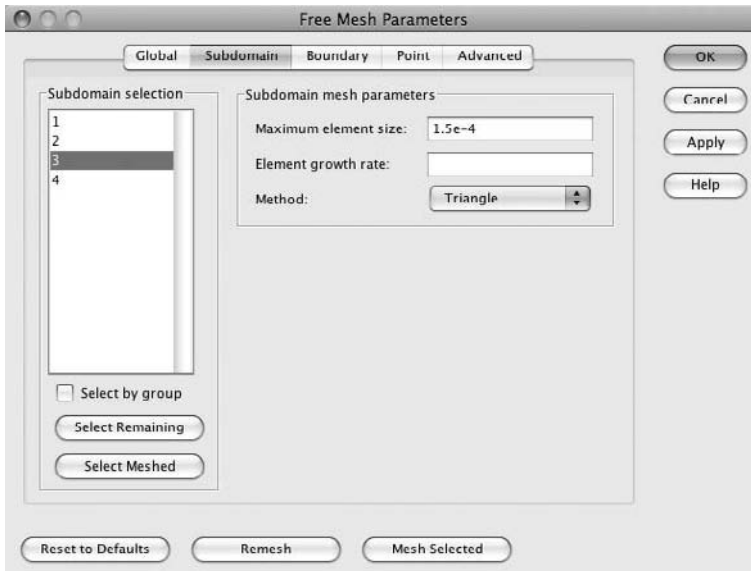 Free Mesh Parameters
Global Subdomain Boundary Point Advanced
Subdomain selection
1
2
3
4
Select by group
Select Remaining
Select Meshed
Subdomain mesh parameters
Maximum element size: 1.5e-4
Element growth rate:
Method: Triangle
OK
Cancel
Apply
Help
Reset to Defaults Remesh Mesh Selected